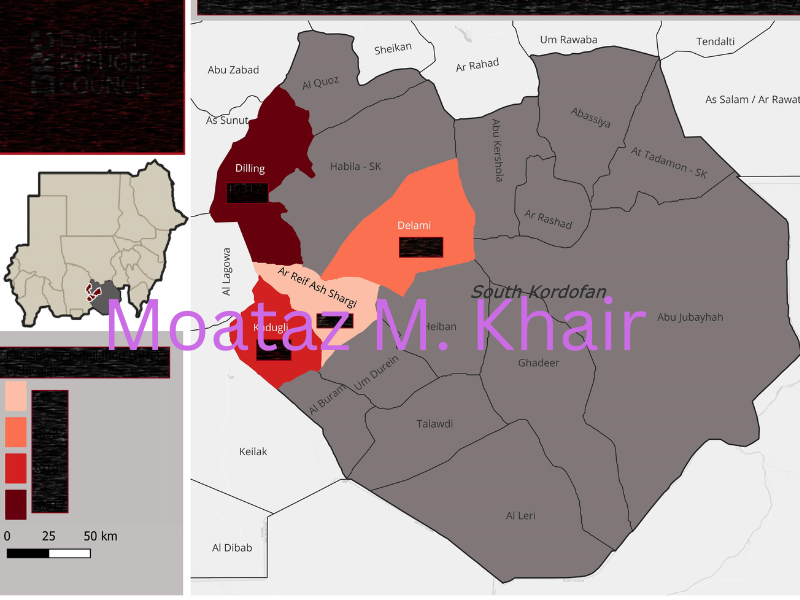 Um Rawaba
Tendalti
Sheikan
Ar Rahad
Abu Zabad
Al Quoz
As Salam / Ar Rawat
As Sunut
Abassiya
Abu Kershola
Dilling
Habila - SK
At Tadamon - SK
Ar Rashad
Delami
Al Lagowa
Ar Reif Ash Shargi
South Kordofan
Moataz M. Khair
Kadugli
Heiban
Abu Jubayhah
Ghadeer
Um Durein
Al Buram
Talawdi
Keilak
Al Leri
Al Dibab
0 25 50 km